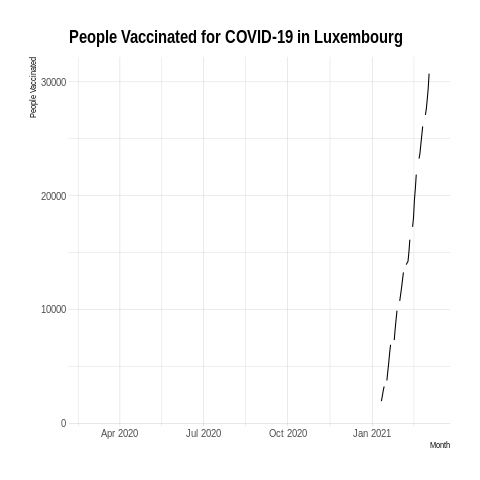 People Vaccinated for COVID-19 in Luxembourg
People Vaccinated
30000
20000
10000
0
Apr 2020
Jul 2020
Oct 2020
Jan 2021
Month